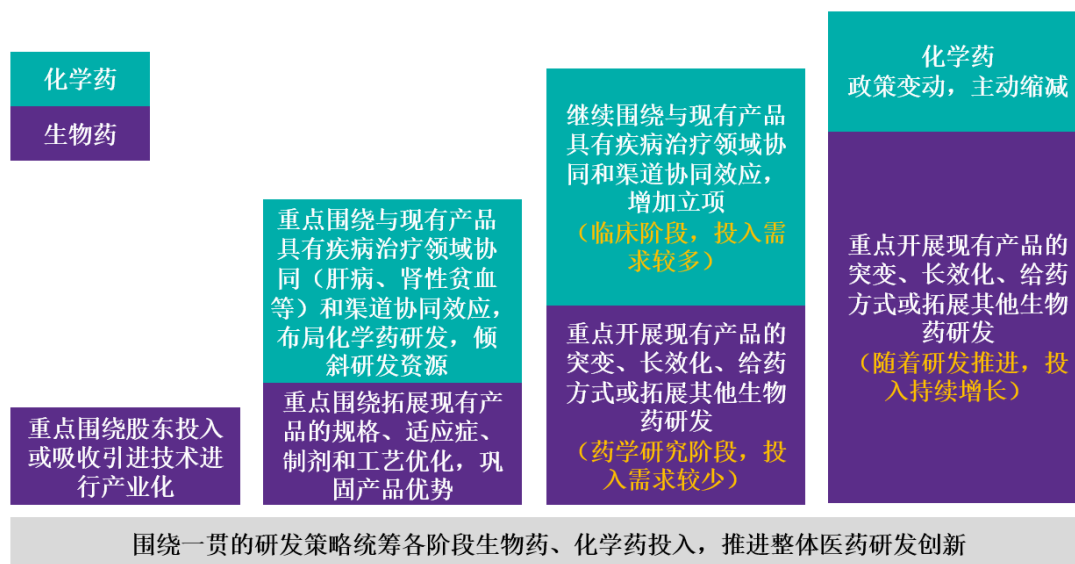 化学药
生物药
重点围绕股东投入
或吸收引进技术进
行产业化
重点围绕与现有产品
具有疾病治疗领域协
同（肝病、肾性贫血
等）和渠道协同效应，
布局化学药研发，倾
斜研发资源
重点围绕拓展现有产
品的规格、适应症、
制剂和工艺优化，巩
固产品优势
继续围绕与现有产品
具有疾病治疗领域协
同和渠道协同效应，
增加立项
（临床阶段，投入需
求较多）
重点开展现有产品的
突变、长效化、给药
方式或拓展其他生物
药研发
（药学研究阶段，投
入需求较少）
化学药
政策变动，主动缩减
重点开展现有产品的
突变、长效化、给药
方式或拓展其他生物
药研发
（随着研发推进，投
入持续增长）
围绕一贯的研发策略统筹各阶段生物药、化学药投入，推进整体医药研发创新